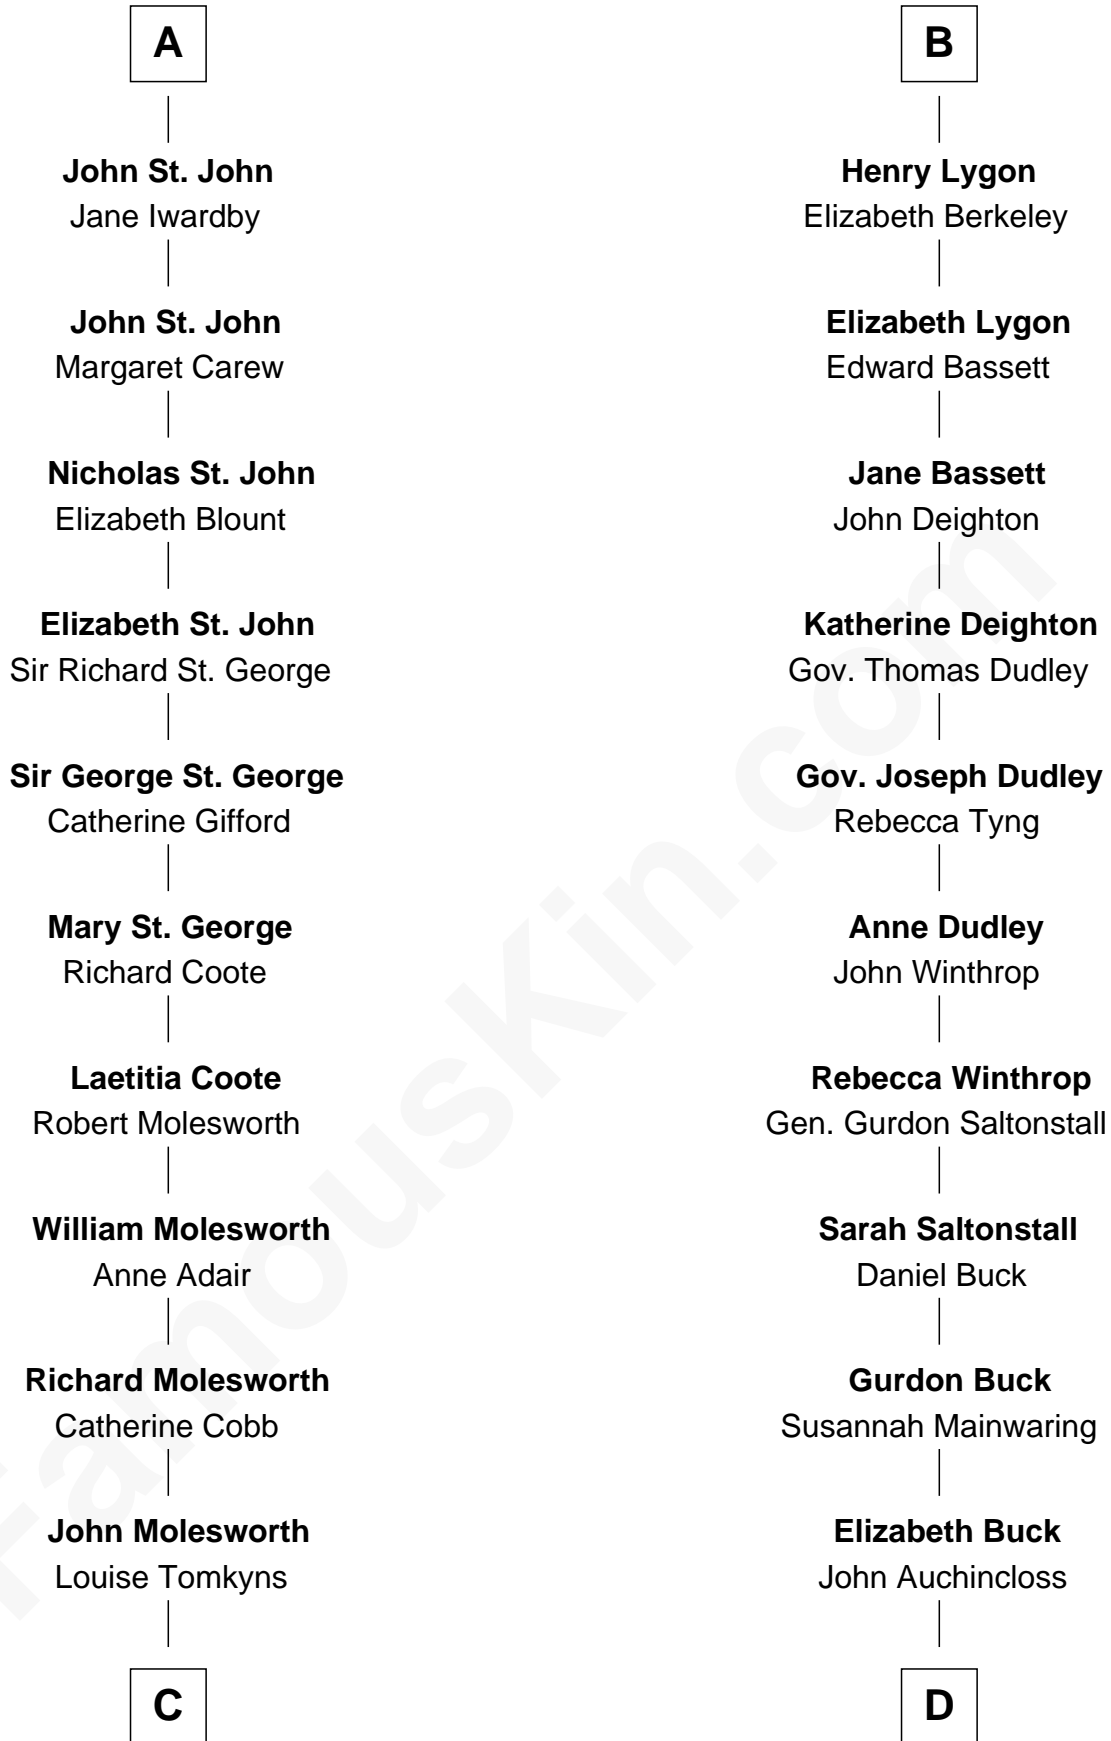 A
John St. John
Jane Iwardby
John St. John
Margaret Carew
Nicholas St. John
Elizabeth Blount
Elizabeth St. John
Sir Richard St. George
Sir George St. George
Catherine Gifford
Mary St. George
Richard Coote
Laetitia Coote
Robert Molesworth
William Molesworth
Anne Adair
Richard Molesworth
Catherine Cobb
John Molesworth
Louise Tomkyns
C
B
Henry Lygon
Elizabeth Berkeley
Elizabeth Lygon
Edward Bassett
Jane Bassett
John Deighton
Katherine Deighton
Gov. Thomas Dudley
Gov. Joseph Dudley
Rebecca Tyng
Anne Dudley
John Winthrop
Rebecca Winthrop
Gen. Gurdon Saltonstall
Sarah Saltonstall
Daniel Buck
Gurdon Buck
Susannah Mainwaring
Elizabeth Buck
John Auchincloss
D
FamousKin.com